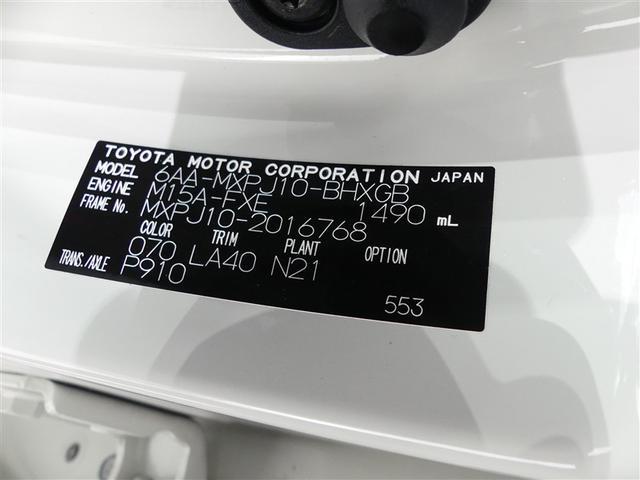 TOYOTA MOTOR CORPORATION JAPAN
MODEL 6AA-MXPJ10-BHXGB
ENGINE M15A-FXE 1490 mL
FRAME No. MXPJ10-2016768
COLOR TRIM PLANT OPTION
070 LA40 N21
TRANS./AXLE P910
553